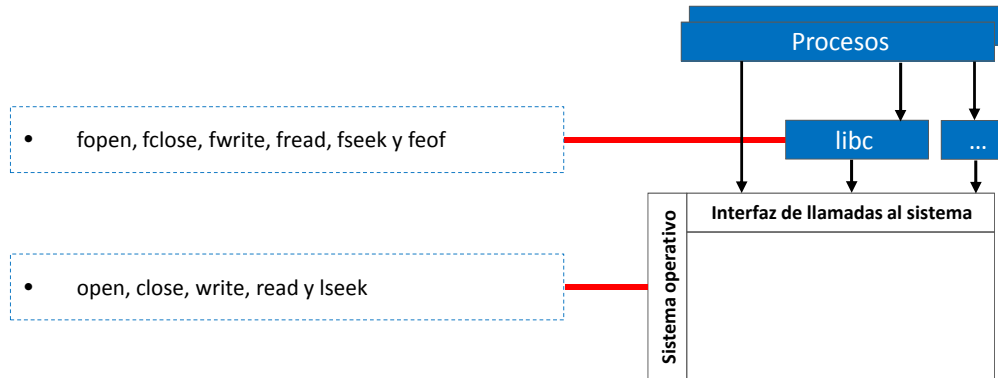 Procesos
• fopen, fclose, fwrite, fread, fseek y feof
libc
...
Interfaz de llamadas al sistema
Sistema operativo
• open, close, write, read y lseek